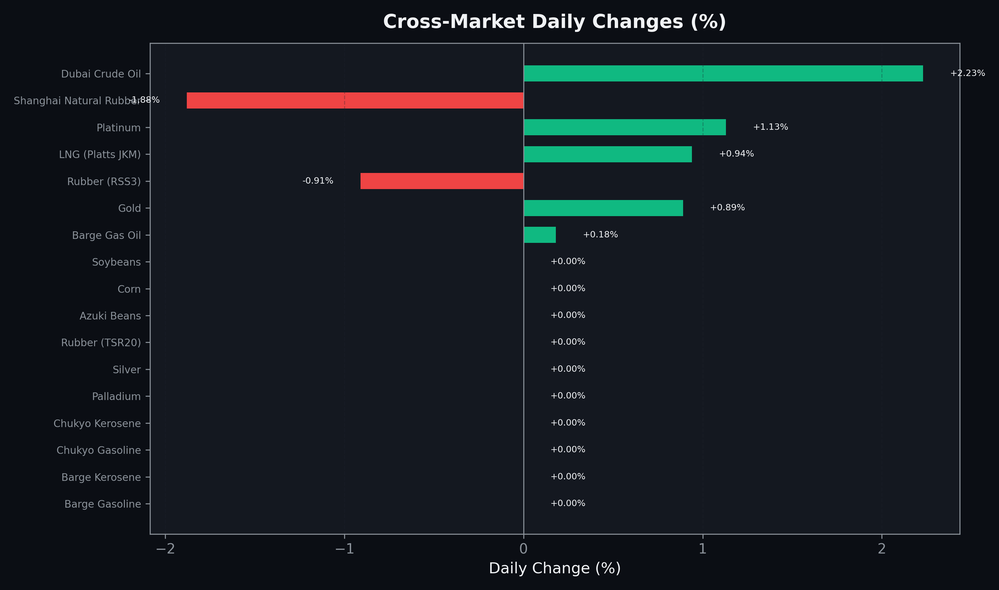 Cross-Market Daily Changes (%)
Dubai Crude Oil +2.23%
Shanghai Natural Rubber -1.88%
Platinum +1.13%
LNG (Platts JKM) +0.94%
Rubber (RSS3) -0.91%
Gold +0.89%
Barge Gas Oil +0.18%
Soybeans +0.00%
Corn +0.00%
Azuki Beans +0.00%
Rubber (TSR20) +0.00%
Silver +0.00%
Palladium +0.00%
Chukyo Kerosene +0.00%
Chukyo Gasoline +0.00%
Barge Kerosene +0.00%
Barge Gasoline +0.00%
−2 −1 0 1 2
Daily Change (%)